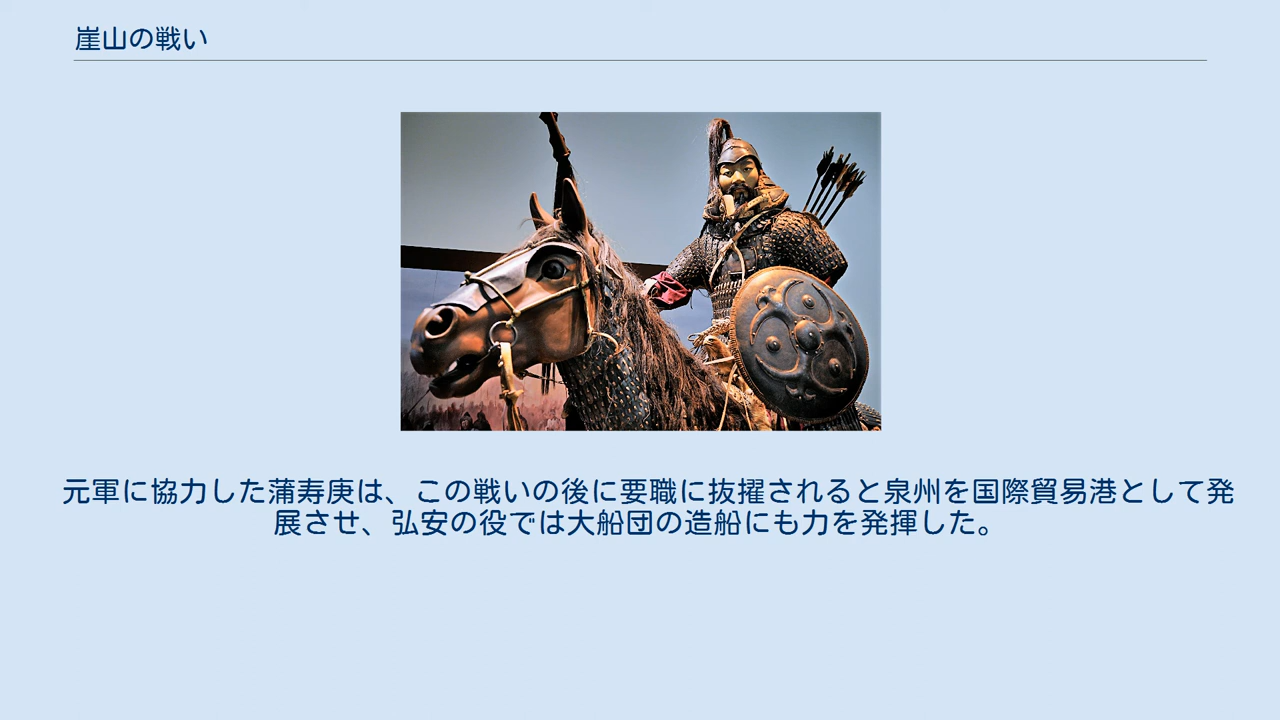 崖山の戦い
元軍に協力した蒲寿庚は、この戦いの後に要職に抜擢されると泉州を国際貿易港として発
展させ、弘安の役では大船団の造船にも力を発揮した。